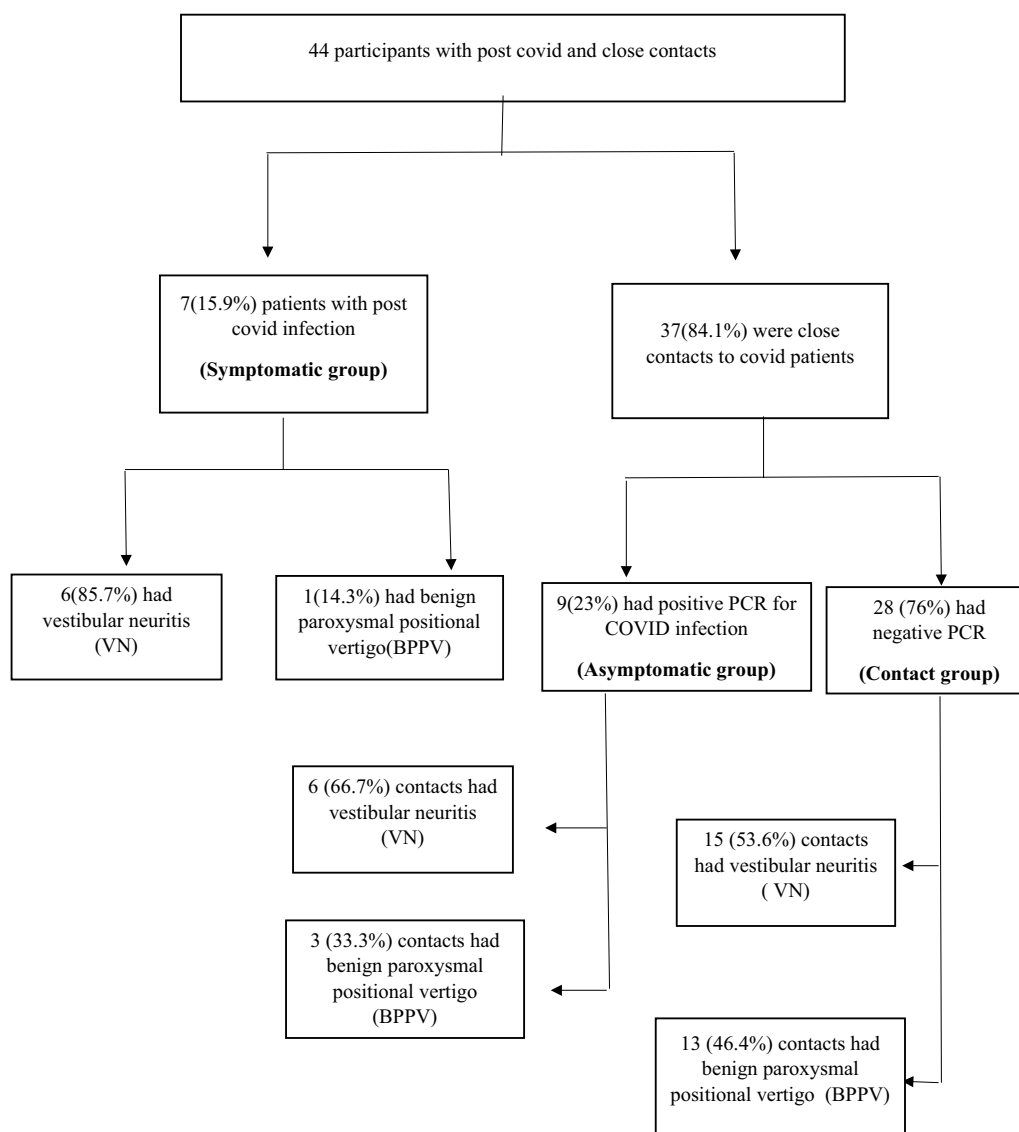 44 participants with post covid and close contacts
7(15.9%) patients with post
covid infection
(Symptomatic group)
37(84.1%) were close
contacts to covid patients
6(85.7%) had
vestibular neuritis
(VN)
1(14.3%) had benign
paroxysmal positional
vertigo(BPPV)
9(23%) had positive PCR for
COVID infection
(Asymptomatic group)
28 (76%) had
negative PCR
(Contact group)
6 (66.7%) contacts had
vestibular neuritis
(VN)
3 (33.3%) contacts had
benign paroxysmal
positional vertigo
(BPPV)
15 (53.6%) contacts
had vestibular neuritis
( VN)
13 (46.4%) contacts had
benign paroxysmal
positional vertigo (BPPV)